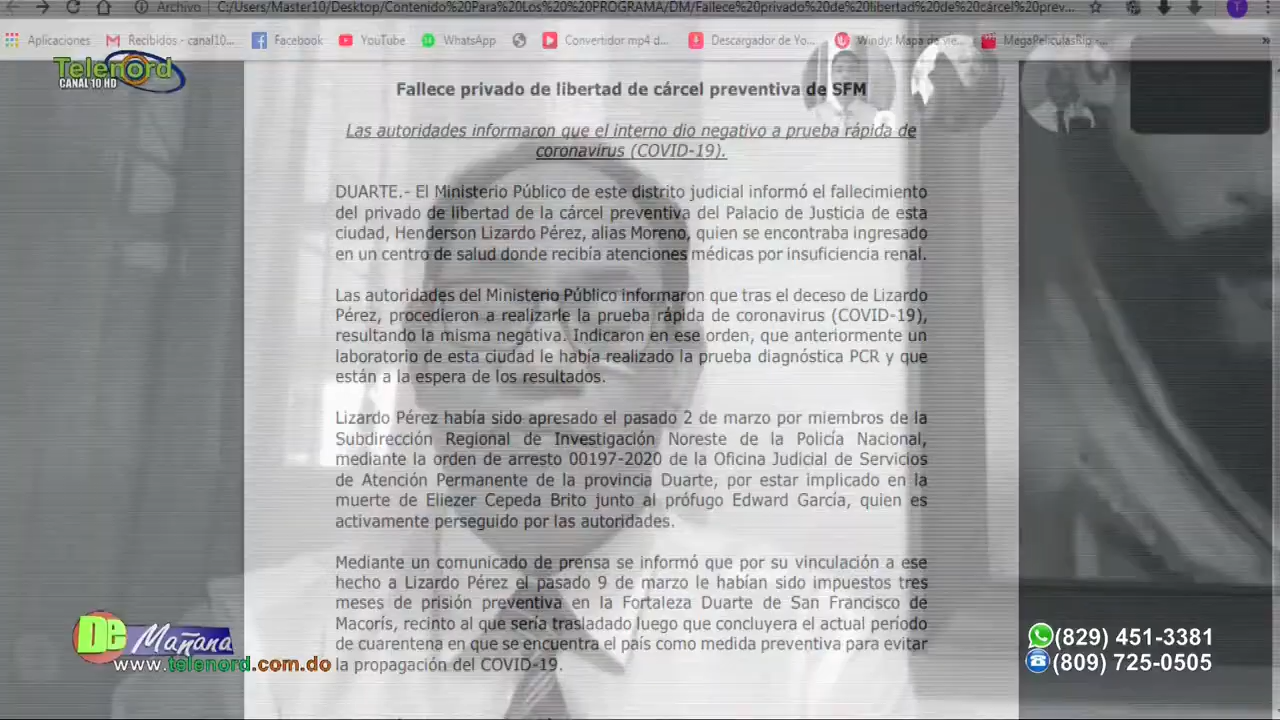 Archivo
C:/Users/Master10/Desktop/Contenido%20Para%20Los%20%20PROGRAMA/DM/Fallece%20privado%20de%20libertad%20de%20cárcel%20prev...
T
Aplicaciones
Recibidos - canal10...
Facebook
YouTube
WhatsApp
Convertidor mp4 d...
Descargador de Yo...
Windy: Mapa de vie...
MegaPeliculasRip -...
»
Telenord
CANAL 10 HD
Fallece privado de libertad de cárcel preventiva de SFM
Las autoridades informaron que el interno dio negativo a prueba rápida de
coronavirus (COVID-19).
DUARTE.- El Ministerio Público de este distrito judicial informó el fallecimiento
del privado de libertad de la cárcel preventiva del Palacio de Justicia de esta
ciudad, Henderson Lizardo Pérez, alias Moreno, quien se encontraba ingresado
en un centro de salud donde recibía atenciones médicas por insuficiencia renal.
Las autoridades del Ministerio Público informaron que tras el deceso de Lizardo
Pérez, procedieron a realizarle la prueba rápida de coronavirus (COVID-19),
resultando la misma negativa. Indicaron en ese orden, que anteriormente un
laboratorio de esta ciudad le había realizado la prueba diagnóstica PCR y que
están a la espera de los resultados.
Lizardo Pérez había sido apresado el pasado 2 de marzo por miembros de la
Subdirección Regional de Investigación Noreste de la Policía Nacional,
mediante la orden de arresto 00197-2020 de la Oficina Judicial de Servicios
de Atención Permanente de la provincia Duarte, por estar implicado en la
muerte de Eliezer Cepeda Brito junto al prófugo Edward García, quien es
activamente perseguido por las autoridades.
Mediante un comunicado de prensa se informó que por su vinculación a ese
hecho a Lizardo Pérez el pasado 9 de marzo le habían sido impuestos tres
meses de prisión preventiva en la Fortaleza Duarte de San Francisco de
Macorís, recinto al que sería trasladado luego que concluyera el actual período
de cuarentena en que se encuentra el país como medida preventiva para evitar
la propagación del COVID-19.
De Mañana
www.telenord.com.do
(829) 451-3381
(809) 725-0505